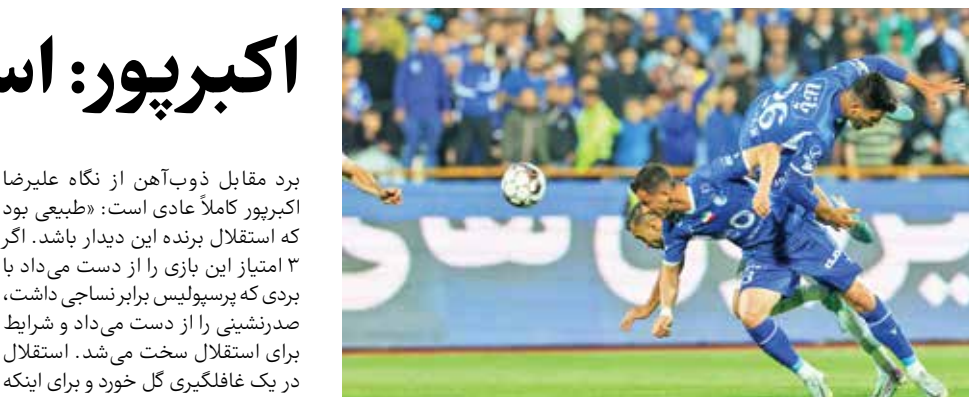 اکبرپور:
برد مقابل ذوب‌آهن از نگاه علیرضا
اکبرپور کاملاً عادی است: «طبیعی بود
که استقلال برنده این دیدار باشد. اگر
۳ امتیاز این بازی را از دست می‌داد با
بردی که پرسپولیس برابر نساجی داشت،
صدرنشینی را از دست می‌داد و شرایط
برای استقلال سخت می‌شد. استقلال
در یک غافلگیری گل خورد و برای اینکه